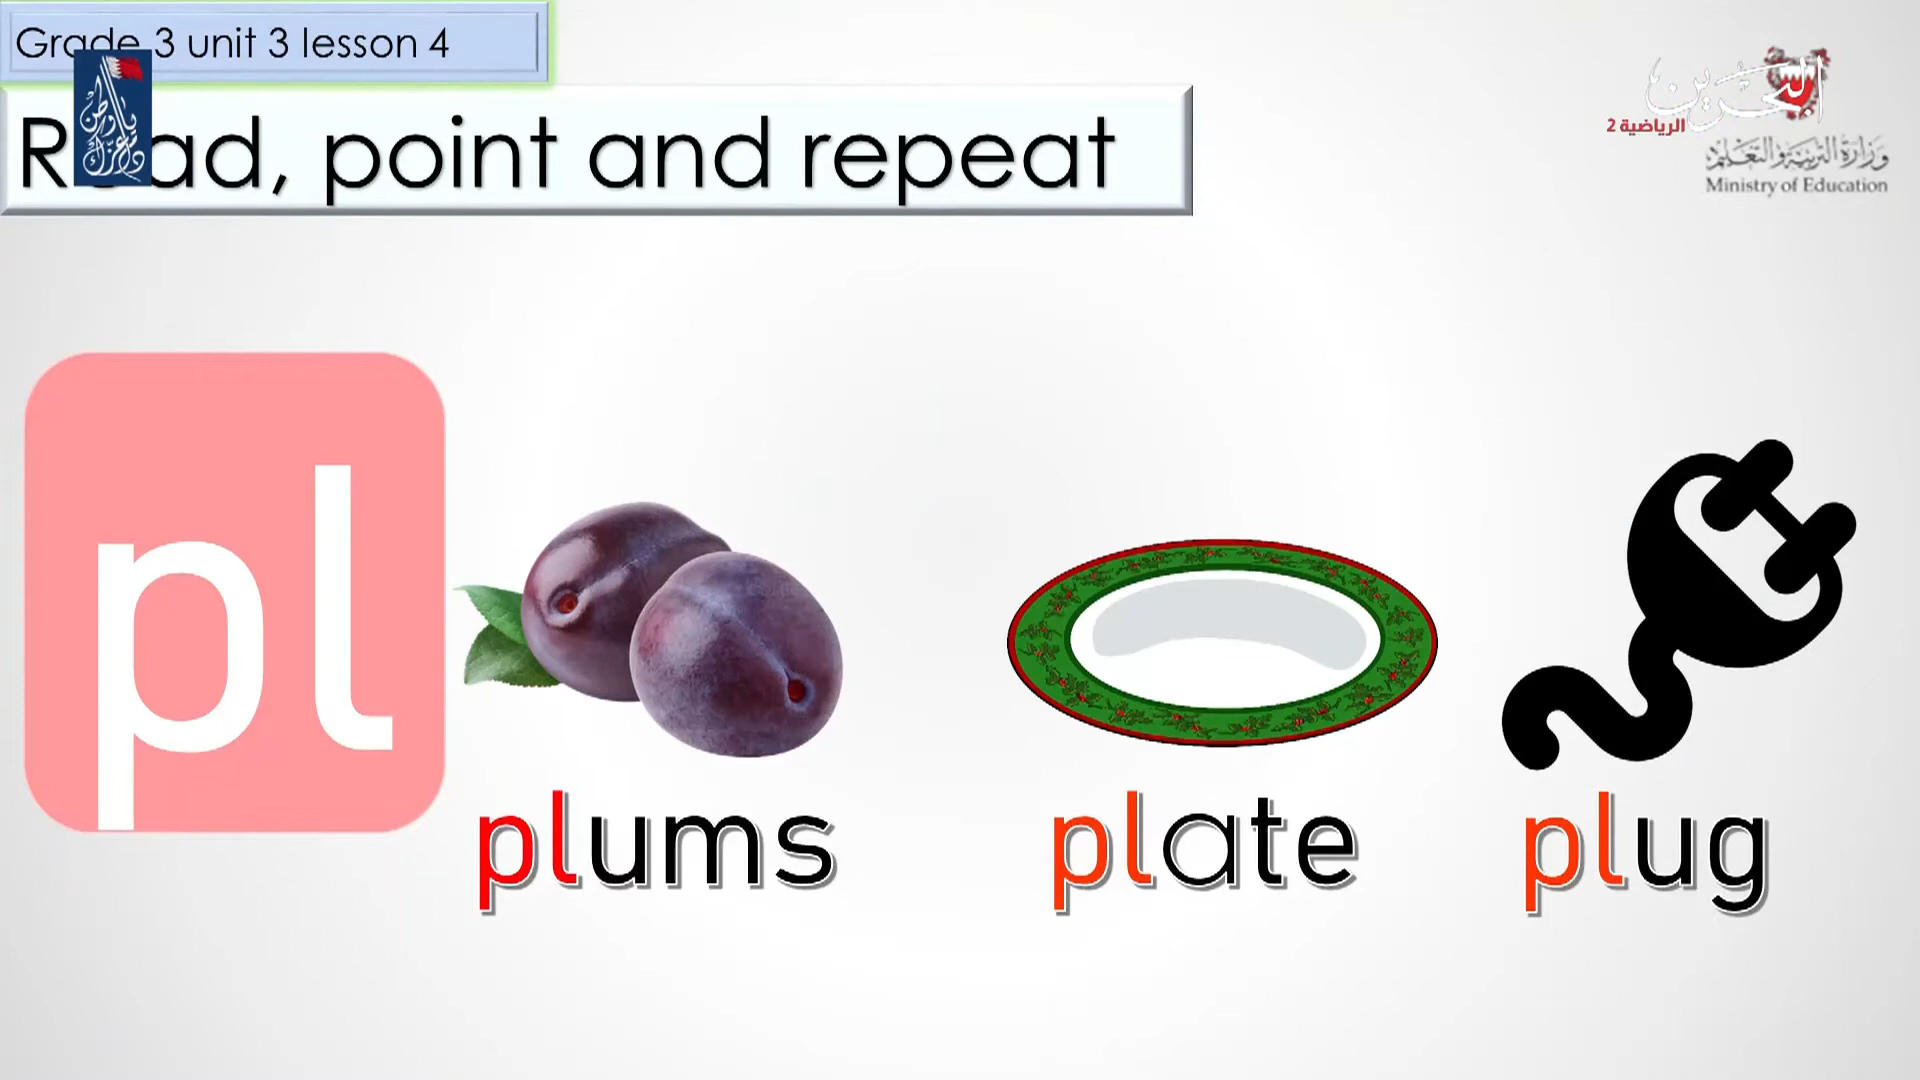 Grade 3 unit 3 lesson 4
Read, point and repeat
البحرين
الرياضية 2
وزارة التربية والتعليم
Ministry of Education
pl
plums
plate
plug